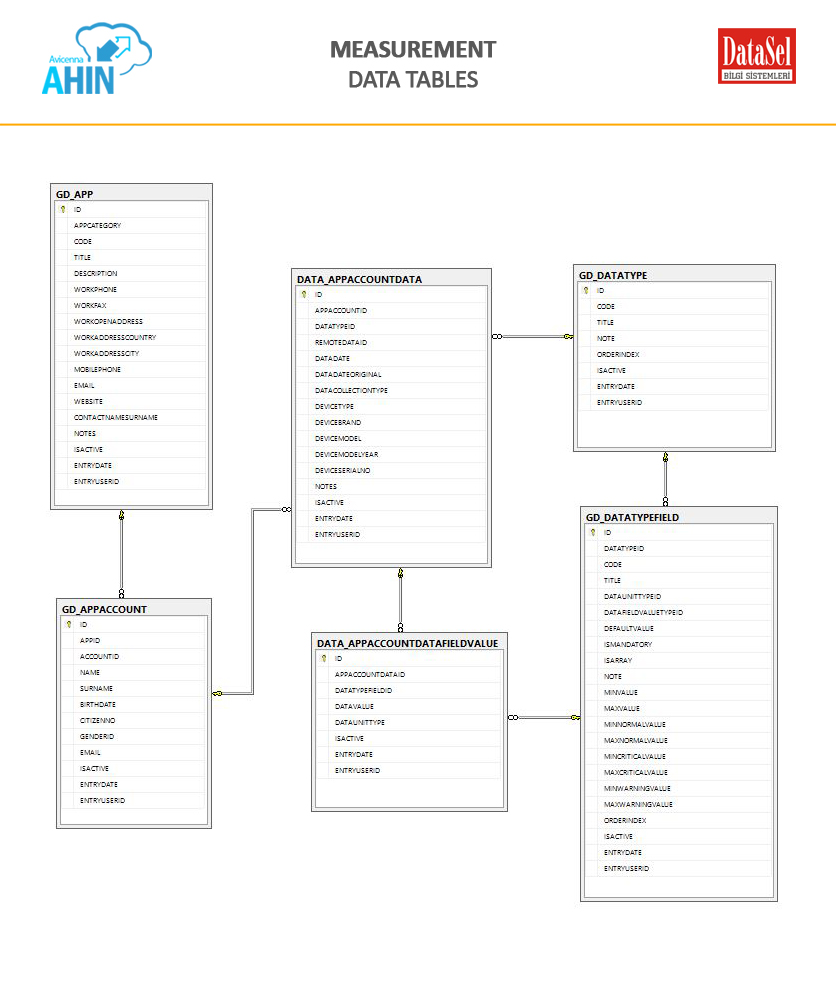 Avicenna
AHIN
MEASUREMENT
DATA TABLES
DataSel
BİLGİ SİSTEMLERİ
GD_APP
ID
APPCATEGORY
CODE
TITLE
DESCRIPTION
WORKPHONE
WORKFAX
WORKOPENADDRESS
WORKADDRESSCOUNTRY
WORKADDRESSCITY
MOBILEPHONE
EMAIL
WEBSITE
CONTACTNAMESURNAME
NOTES
ISACTIVE
ENTRYDATE
ENTRYUSERID
GD_APPACCOUNT
ID
APPID
ACCOUNTID
NAME
SURNAME
BIRTHDATE
CITIZENNO
GENDERID
EMAIL
ISACTIVE
ENTRYDATE
ENTRYUSERID
DATA_APPACCOUNTDATA
ID
APPACCOUNTID
DATATYPEID
REMOTEDATAID
DATADATE
DATADATEORIGINAL
DATACOLLECTIONTYPE
DEVICETYPE
DEVICEBRAND
DEVICEMODEL
DEVICEMODELYEAR
DEVICESERIALNO
NOTES
ISACTIVE
ENTRYDATE
ENTRYUSERID
DATA_APPACCOUNTDATAFIELDVALUE
ID
APPACCOUNTDATAID
DATATYPEFIELDID
DATAVALUE
DATAUNITTYPE
ISACTIVE
ENTRYDATE
ENTRYUSERID
GD_DATATYPE
ID
CODE
TITLE
NOTE
ORDERINDEX
ISACTIVE
ENTRYDATE
ENTRYUSERID
GD_DATATYPEFIELD
ID
DATATYPEID
CODE
TITLE
DATAUNITTYPEID
DATAFIELDVALUETYPEID
DEFAULTVALUE
ISMANDATORY
ISARRAY
NOTE
MINVALUE
MAXVALUE
MINNORMALVALUE
MAXNORMALVALUE
MINCRITICALVALUE
MAXCRITICALVALUE
MINWARNINGVALUE
MAXWARNINGVALUE
ORDERINDEX
ISACTIVE
ENTRYDATE
ENTRYUSERID